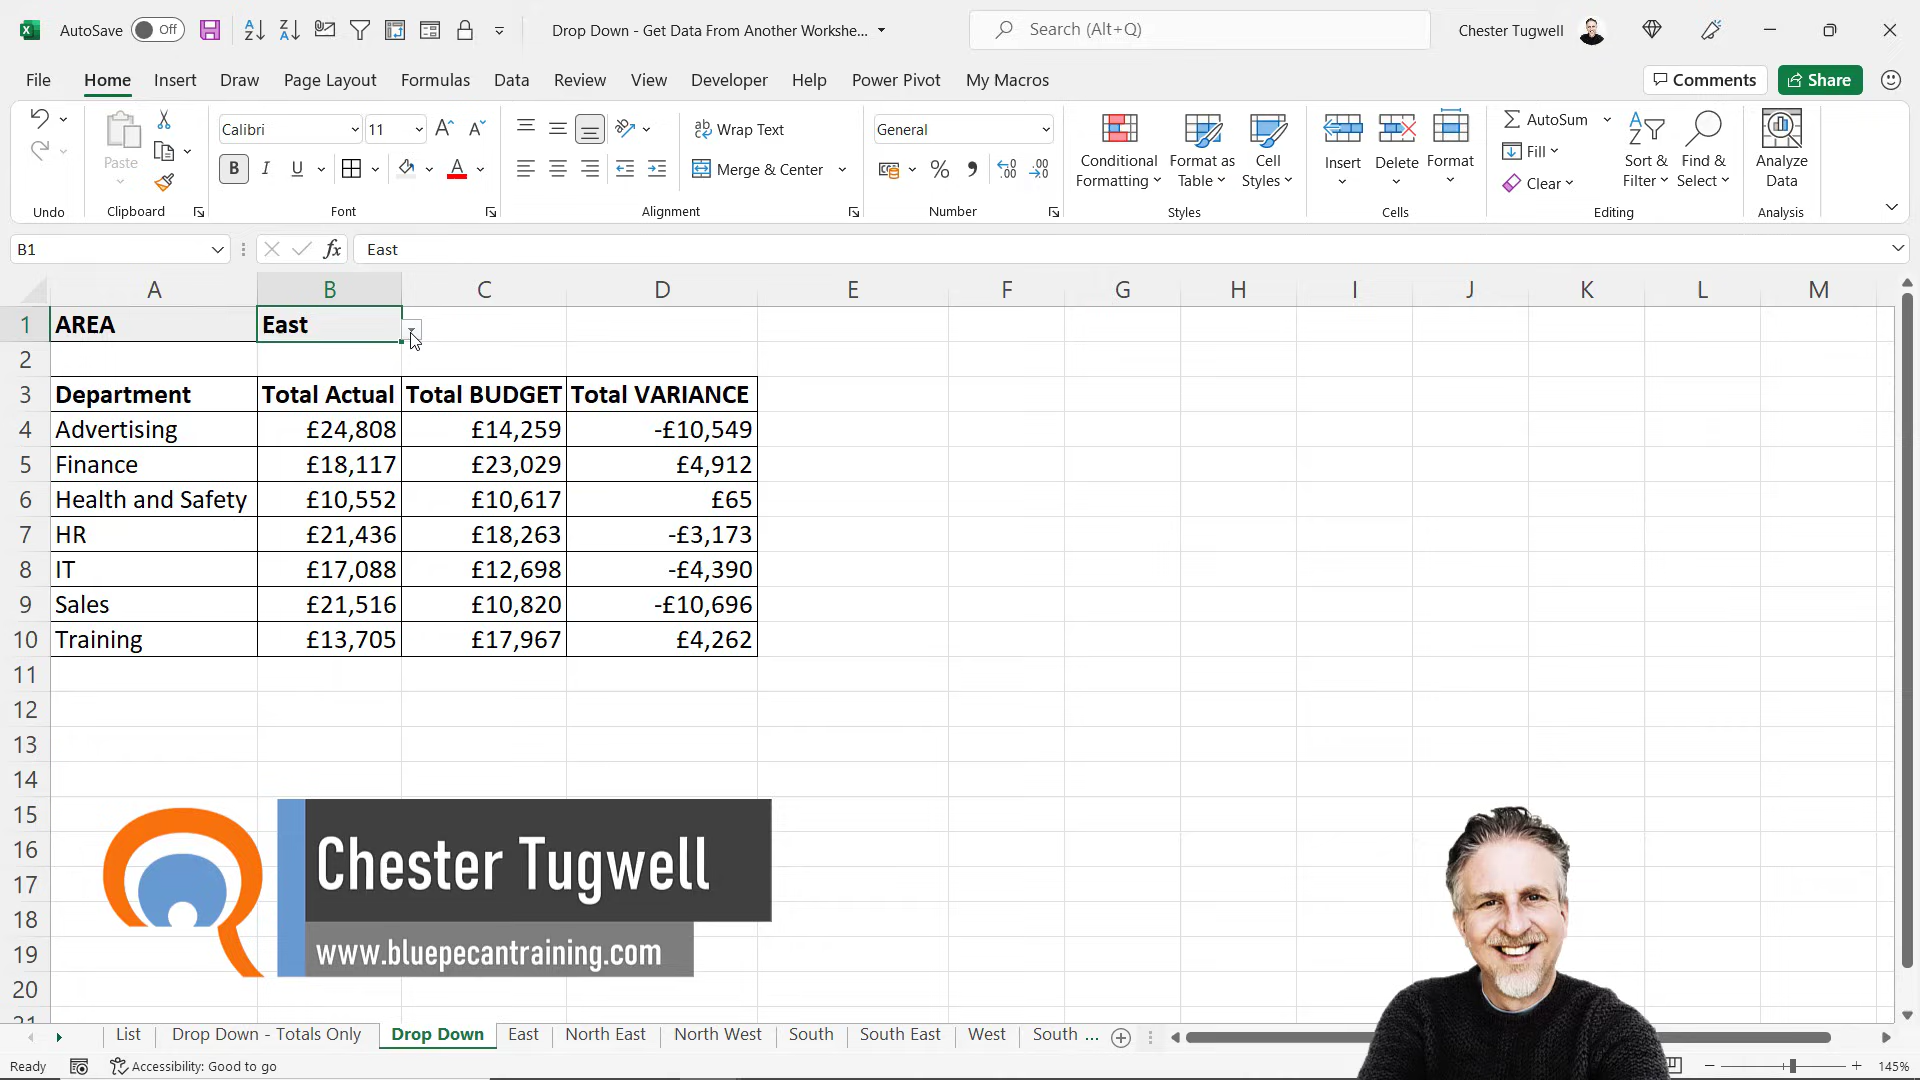 AutoSave Off Drop Down - Get Data From Another Workshe... Search (Alt+Q) Chester Tugwell
File Home Insert Draw Page Layout Formulas Data Review View Developer Help Power Pivot My Macros Comments Share
Paste
Calibri 11
B I U
ab Wrap Text
Merge & Center
General
%
Conditional Formatting
Format as Table
Cell Styles
Insert
Delete
Format
AutoSum
Fill
Clear
Sort & Filter
Find & Select
Analyze Data
Undo Clipboard Font Alignment Number Styles Cells Editing Analysis
B1 fx East
A B C D E F G H I J K L M
1 AREA East
2
3 Department Total Actual Total BUDGET Total VARIANCE
4 Advertising £24,808 £14,259 -£10,549
5 Finance £18,117 £23,029 £4,912
6 Health and Safety £10,552 £10,617 £65
7 HR £21,436 £18,263 -£3,173
8 IT £17,088 £12,698 -£4,390
9 Sales £21,516 £10,820 -£10,696
10 Training £13,705 £17,967 £4,262
11
12
13
14
15
16
17
18
19
20
Chester Tugwell
www.bluepecantraining.com
List Drop Down - Totals Only Drop Down East North East North West South South East West South ...
Ready Accessibility: Good to go 145%